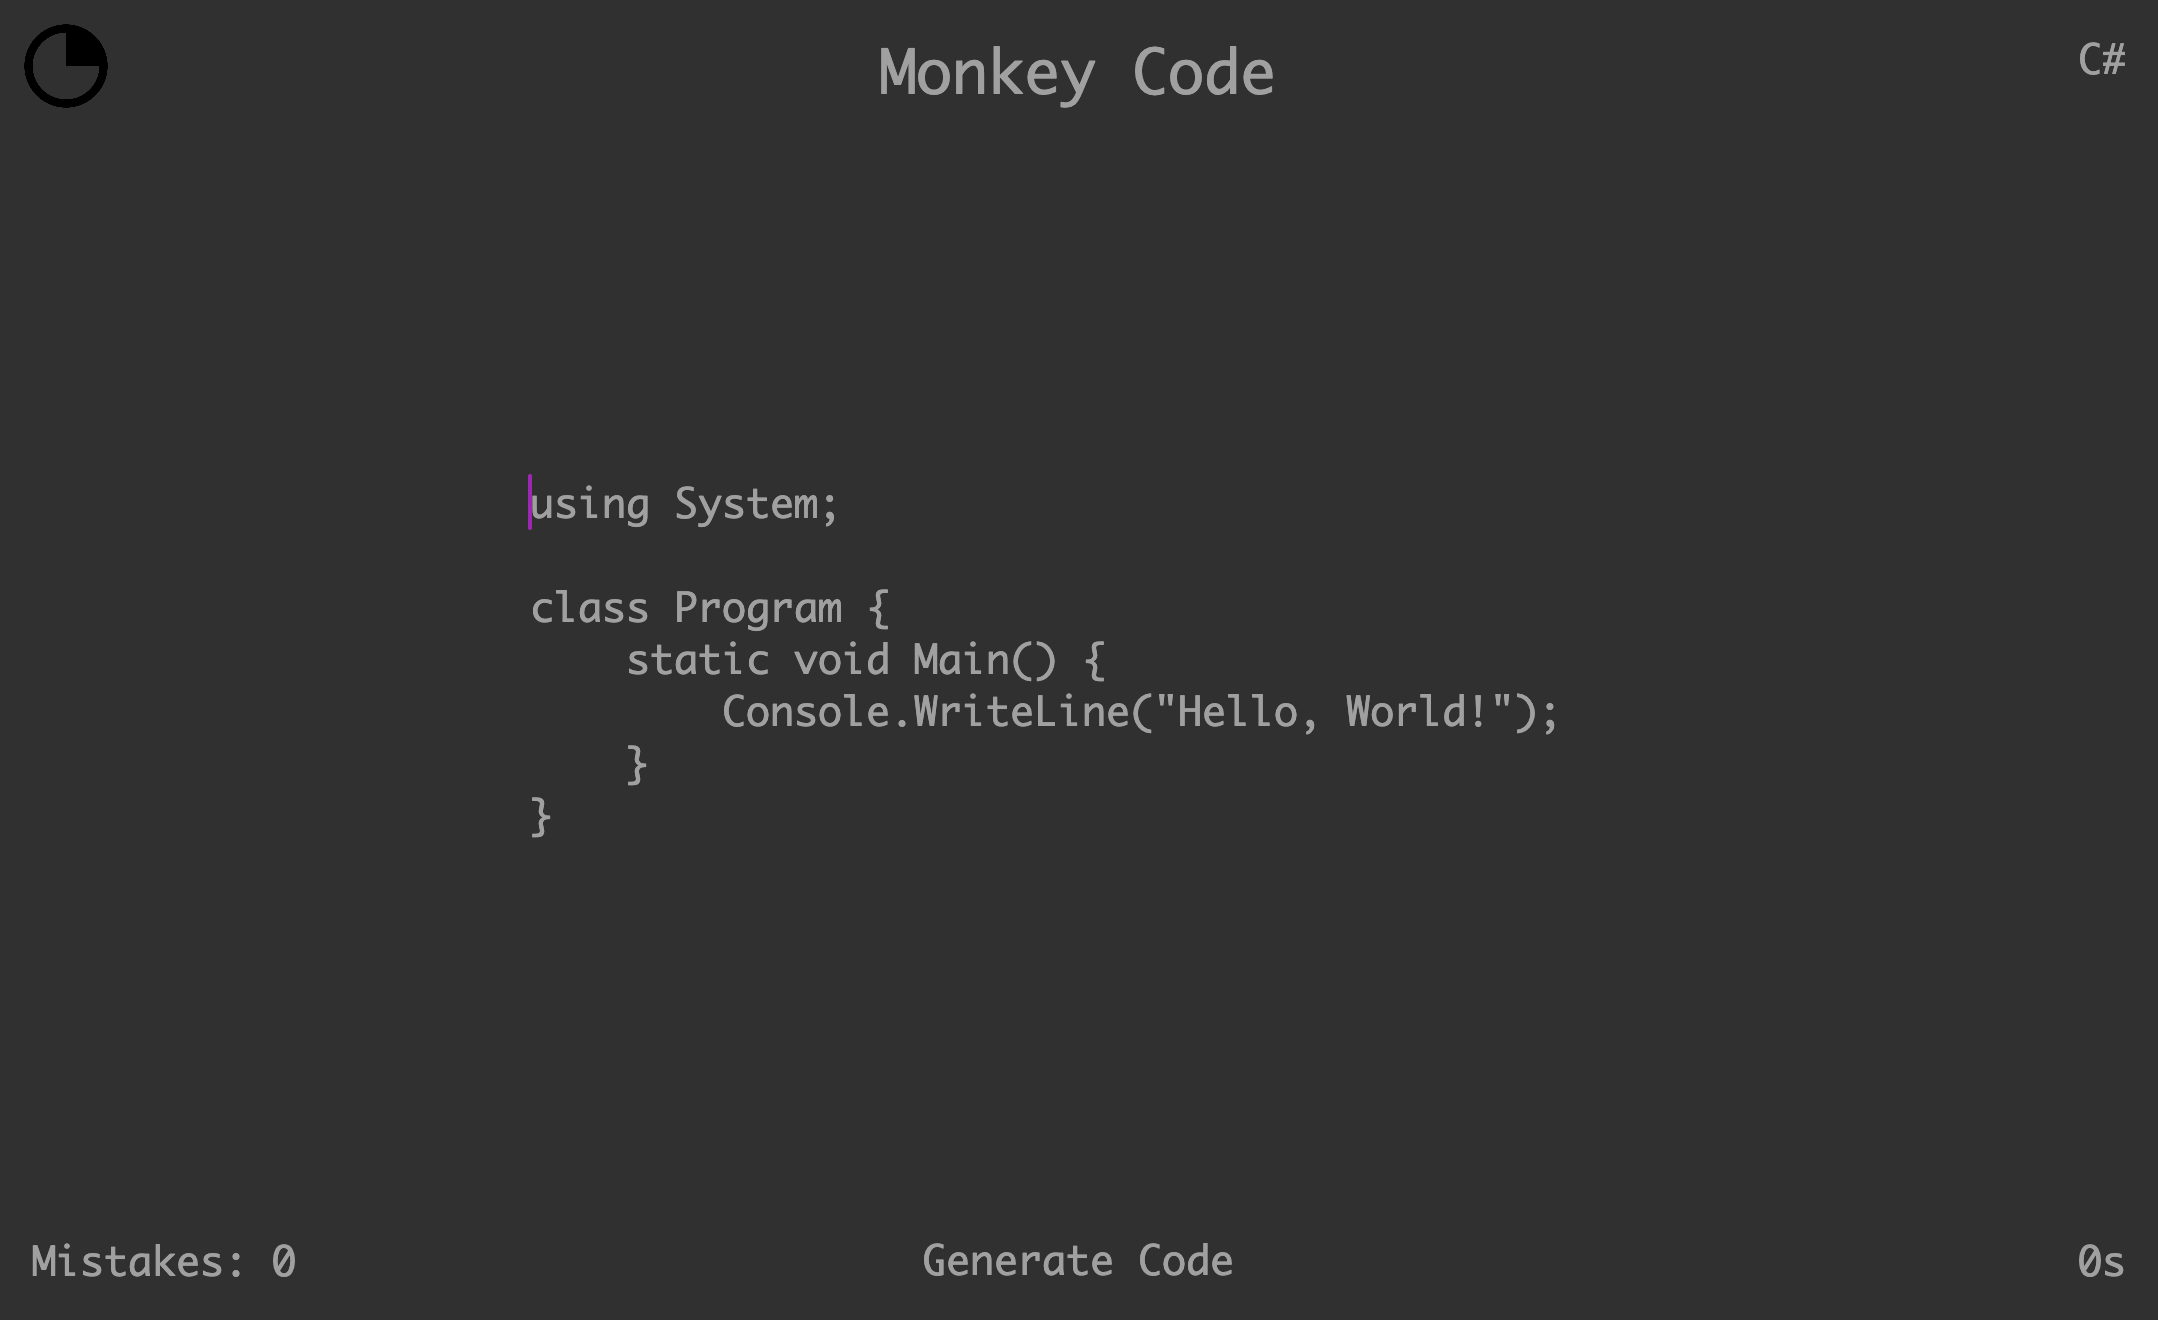 Monkey Code
C#
using System;
class Program {
    static void Main() {
        Console.WriteLine("Hello, World!");
    }
}
Mistakes: 0
Generate Code
0s